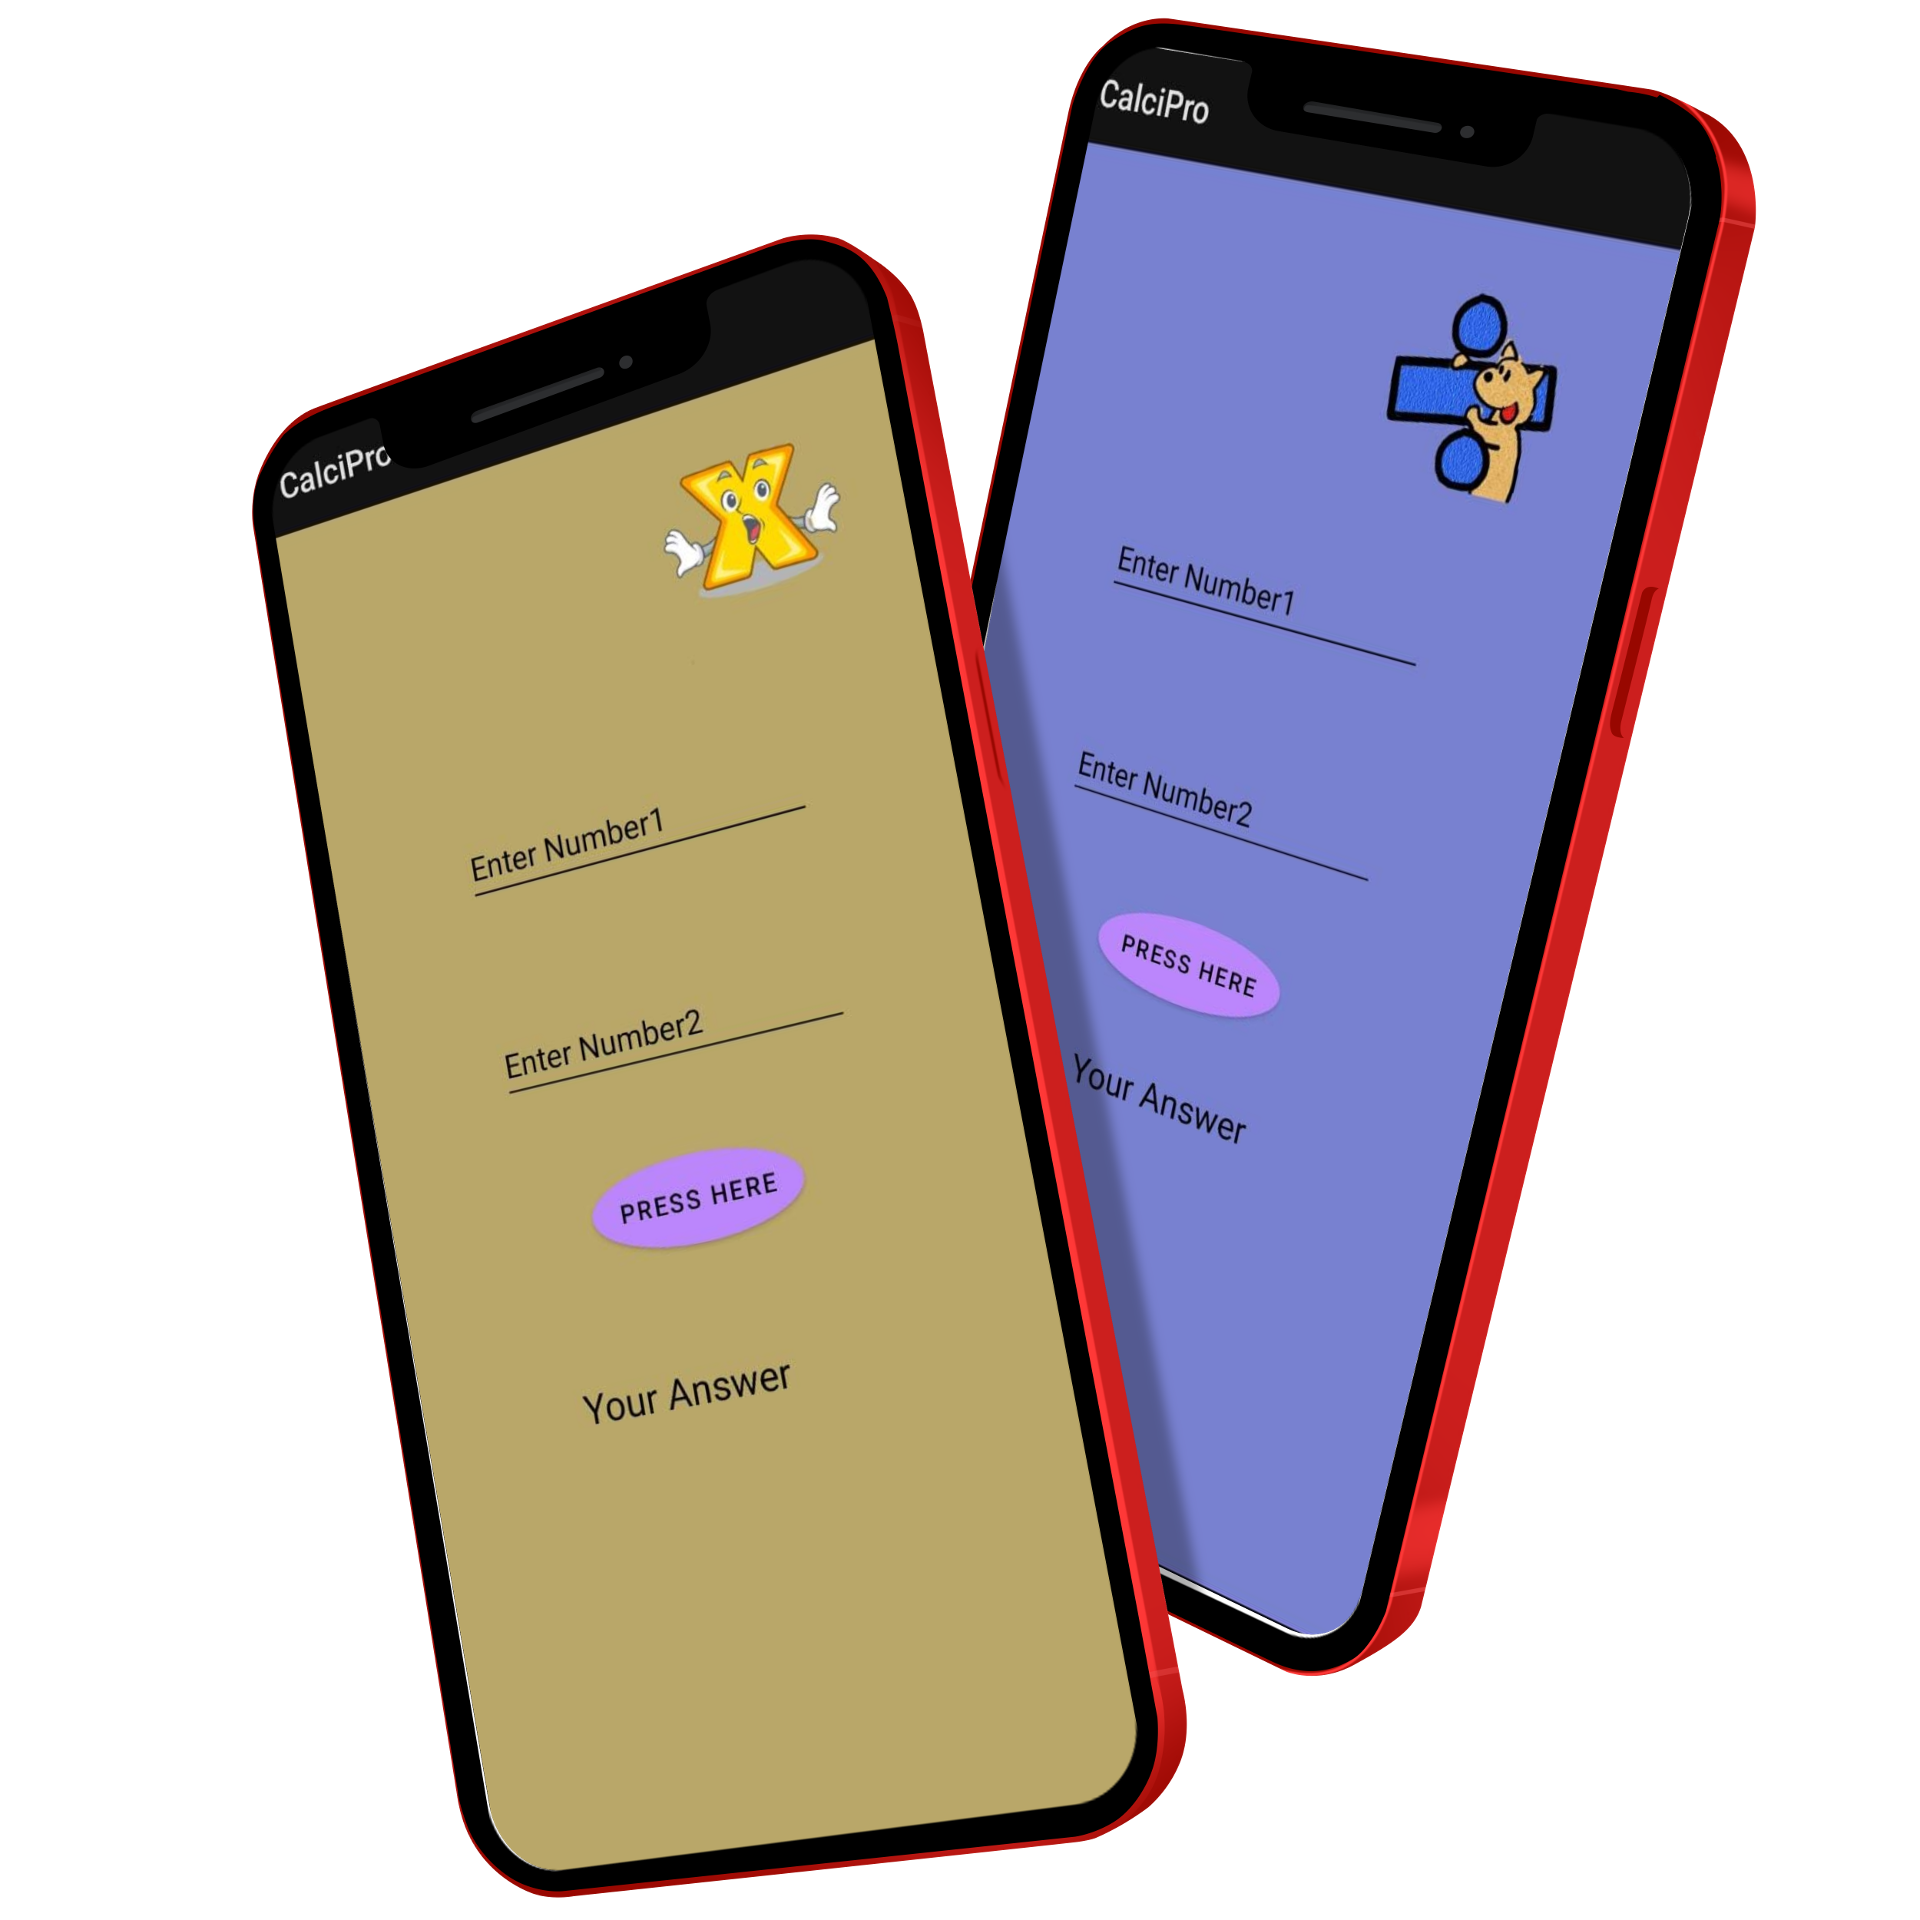 CalciPro
Enter Number1
Enter Number2
PRESS HERE
Your Answer
CalciPro
Enter Number1
Enter Number2
PRESS HERE
Your Answer